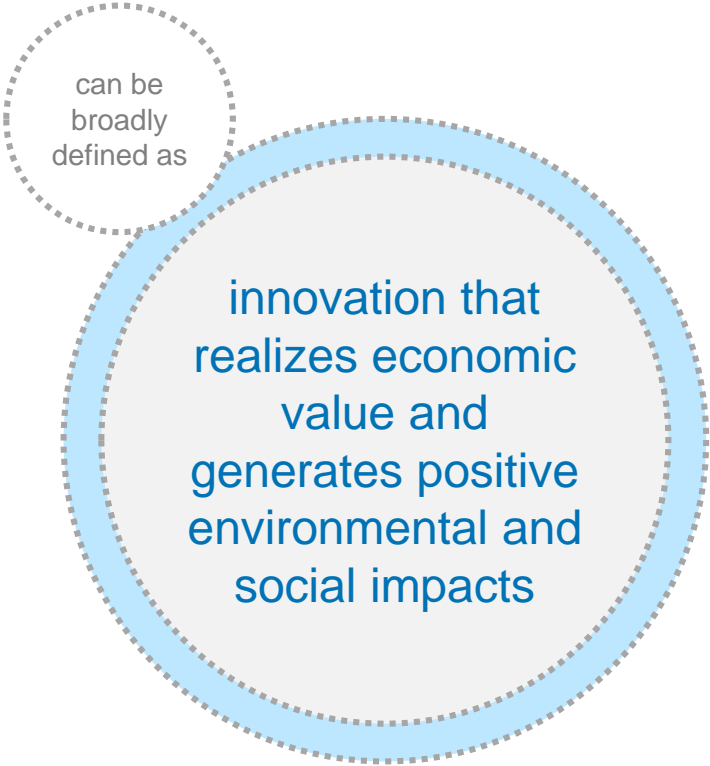 can be
broadly
defined as
innovation that
realizes economic
value and
generates positive
environmental and
social impacts